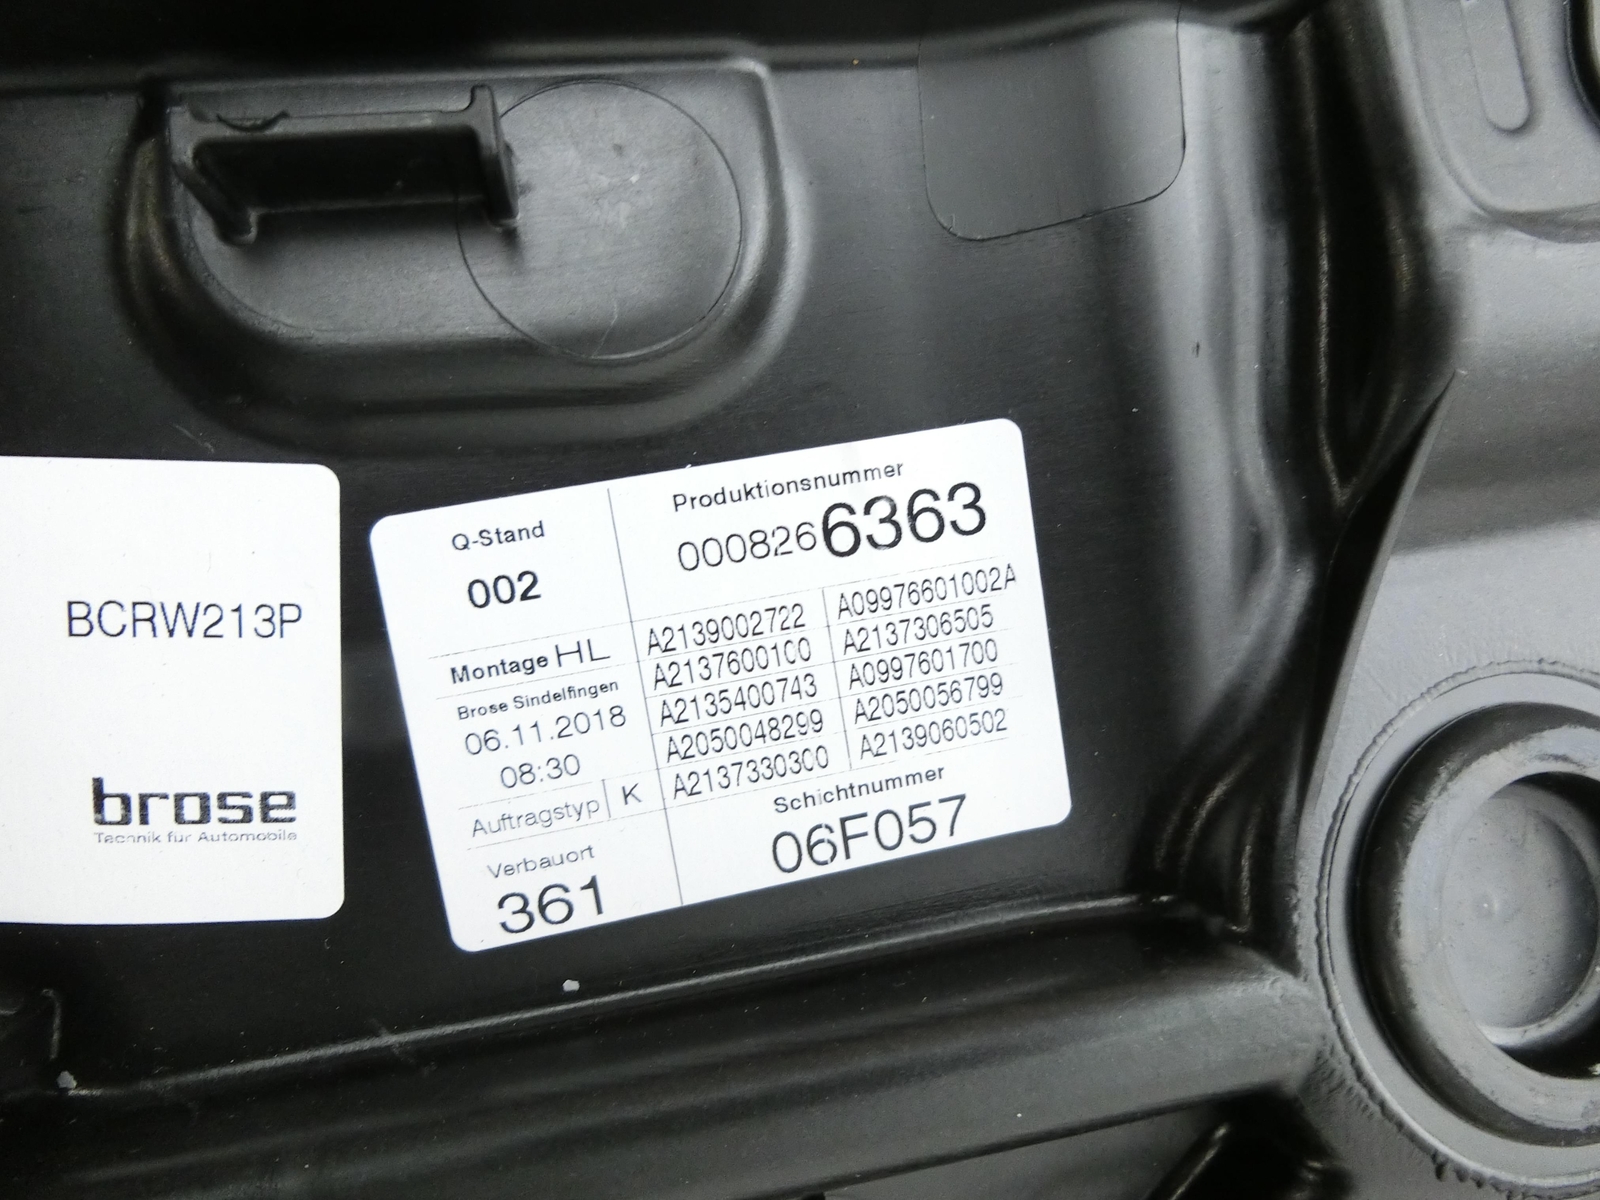 BCRW213P
brose
Technik für Automobile
Q-Stand
002
Montage HL
Brose Sindelfingen
06.11.2018
08:30
Auftragstyp K
Verbauort
361
Produktionsnummer
0008266363
A2139002722 A09976601002A
A2137600100 A2137306505
A2135400743 A0997601700
A2050048299 A2050056799
A2137330300 A2139060502
Schichtnummer
06F057